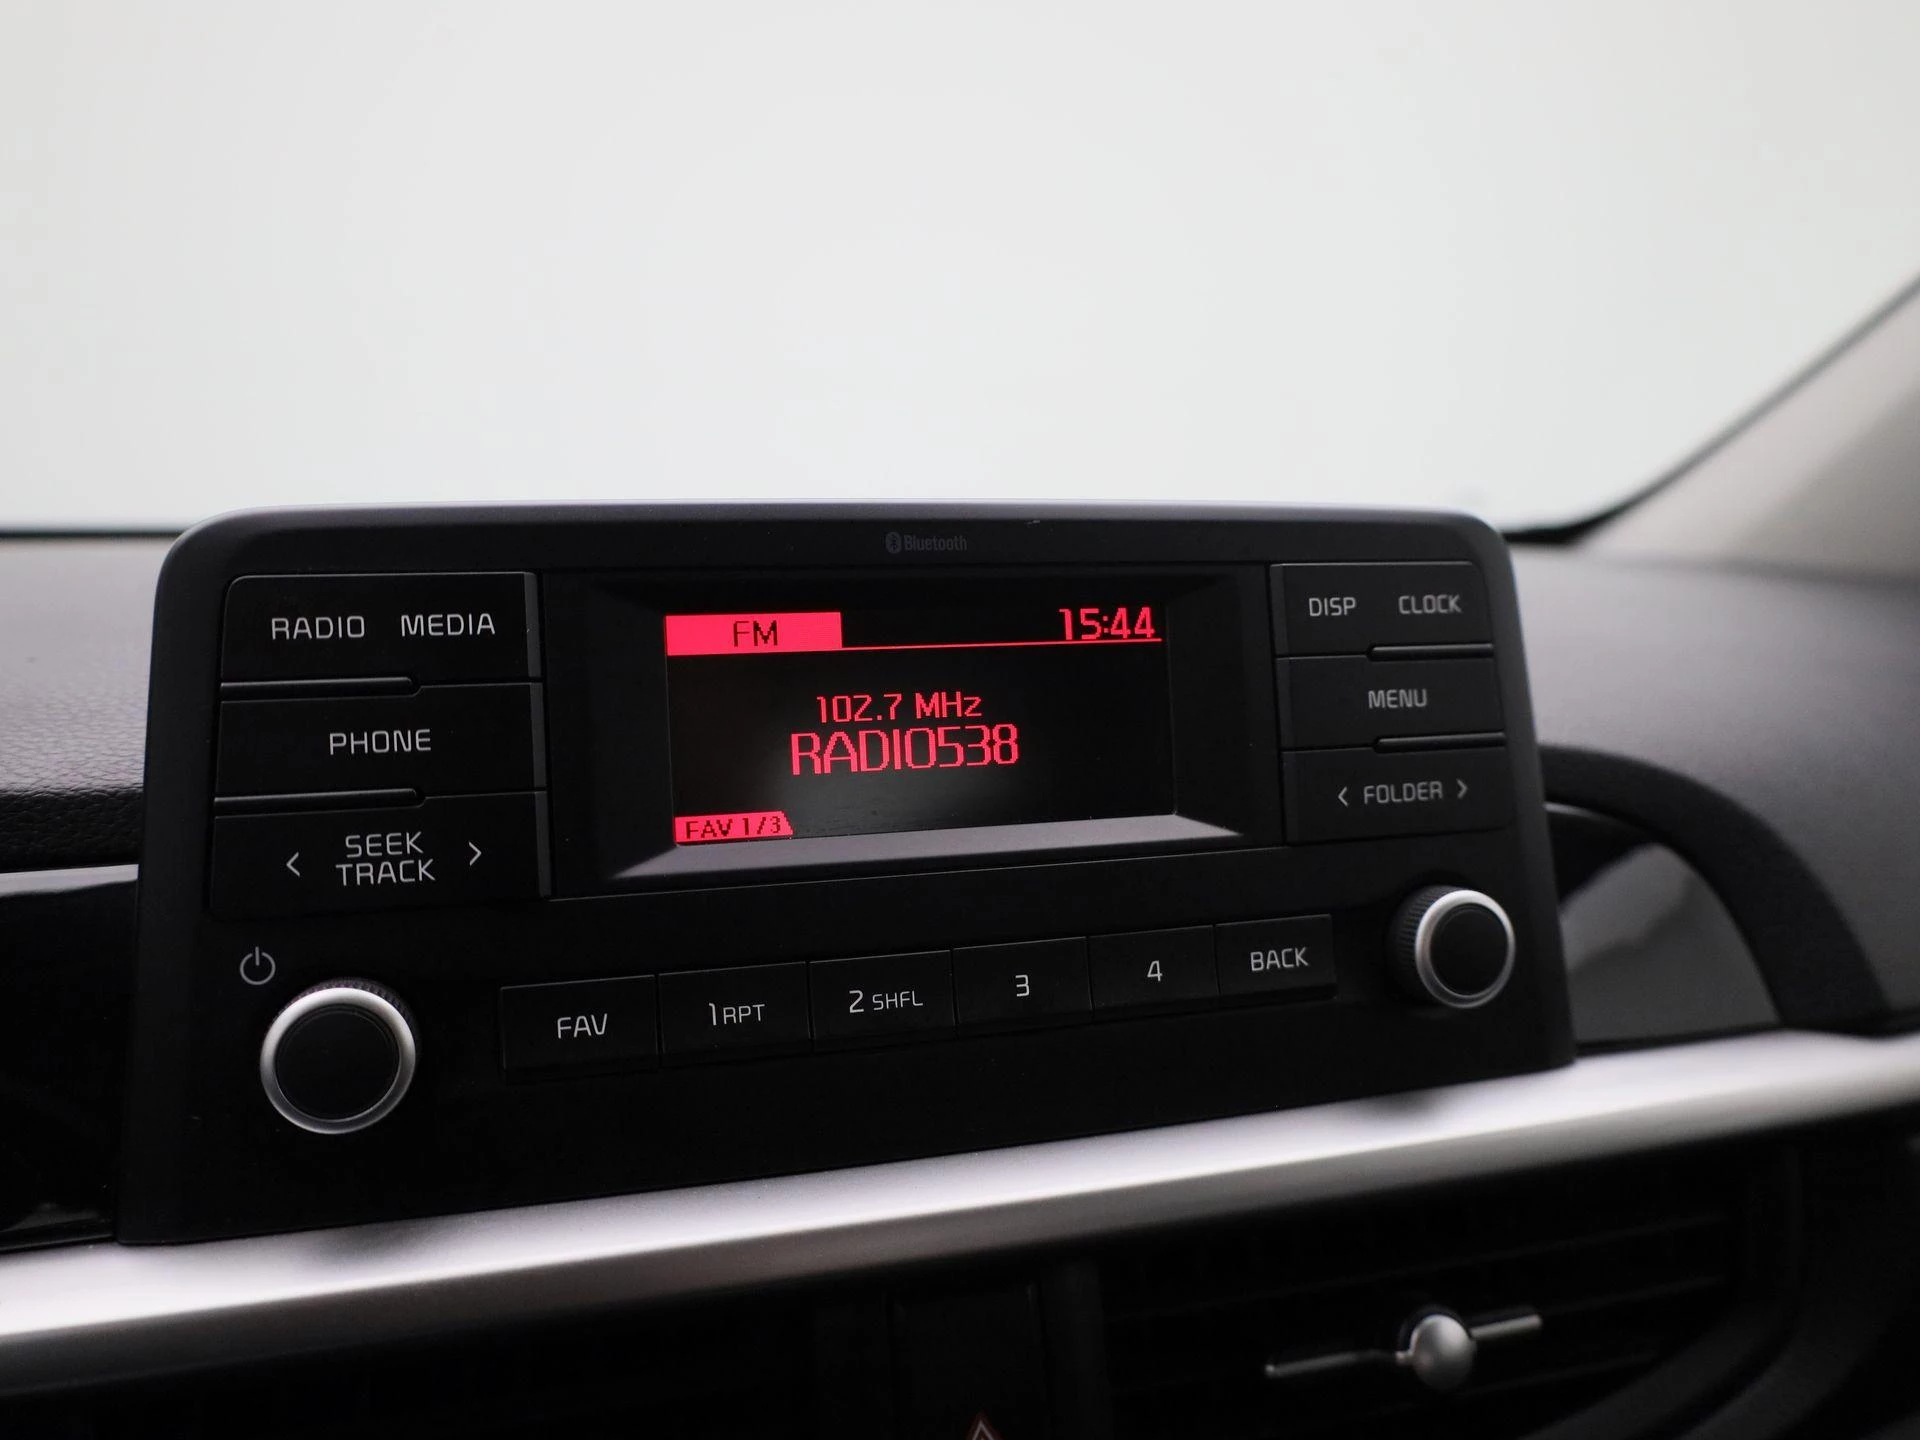 Bluetooth
RADIO MEDIA
PHONE
< SEEK TRACK >
FM 15:44
102.7 MHz
RADIO538
FAV 1/3
DISP CLOCK
MENU
< FOLDER >
FAV 1 RPT 2 SHFL 3 4 BACK